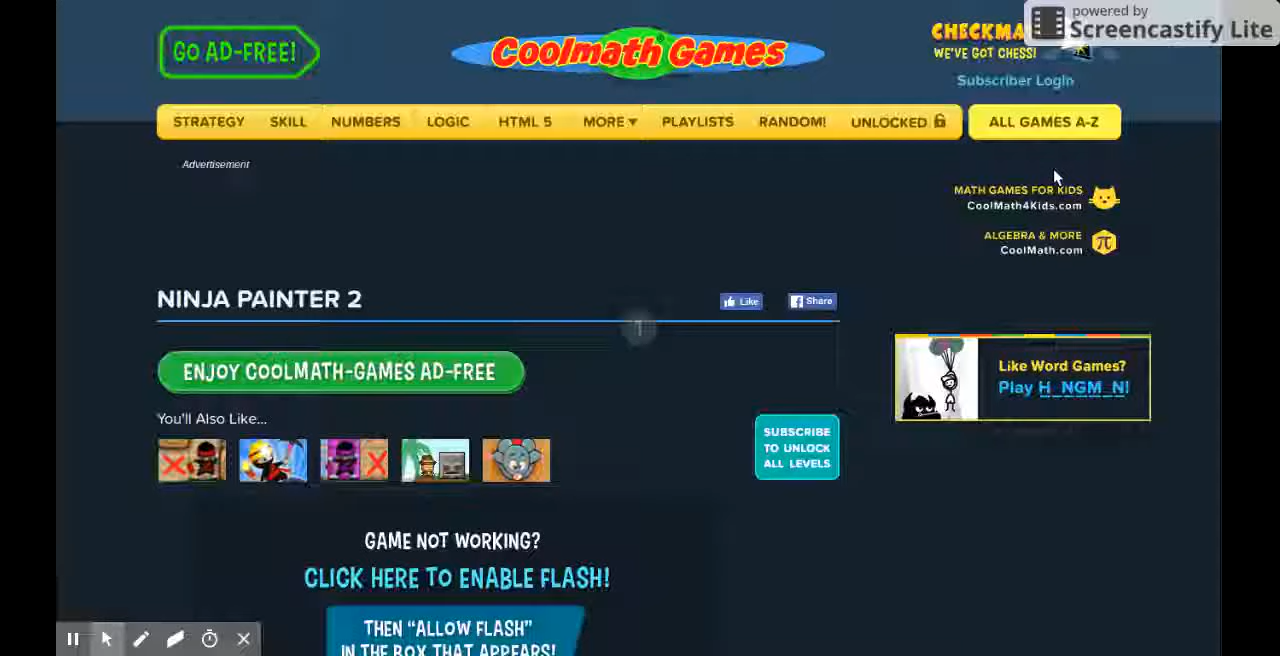 powered by
Screencastify Lite
GO AD-FREE!
Coolmath Games
CHECKMA
WE'VE GOT CHESS!
Subscriber Login
STRATEGY SKILL NUMBERS LOGIC HTML 5 MORE PLAYLISTS RANDOM! UNLOCKED ALL GAMES A-Z
Advertisement
MATH GAMES FOR KIDS
CoolMath4Kids.com
ALGEBRA & MORE
CoolMath.com
NINJA PAINTER 2
Like Share
1
ENJOY COOLMATH-GAMES AD-FREE
Like Word Games?
Play H_NGM_N!
You'll Also Like...
SUBSCRIBE
TO UNLOCK
ALL LEVELS
GAME NOT WORKING?
CLICK HERE TO ENABLE FLASH!
THEN "ALLOW FLASH"
IN THE BOX THAT APPEARS!